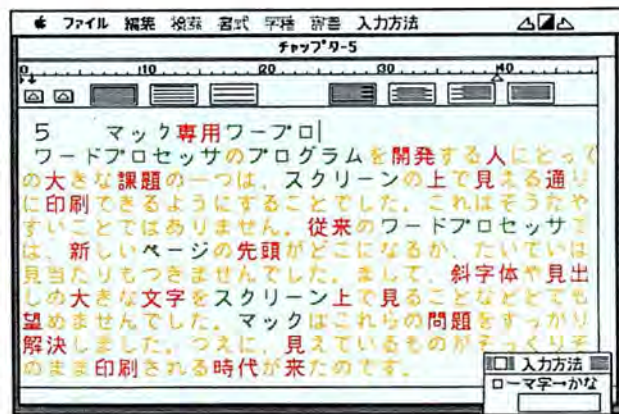 ファイル 編集 検索 書式 字種 辞書 入力方法
チャップター5
0 10 20 30 40
5 マック専用ワープロ
ワードプロセッサのプログラムを開発する人にとって
の大きな課題の一つは、スクリーンの上で見える通り
に印刷できるようにすることでした。これはそうたや
すいことではありません。従来のワードプロセッサで
は、新しいページの先頭がどこになるか、たいていは
見当たりもつきませんでした。まして、斜字体や見出
しの大きな文字をスクリーン上で見ることなどとても
望めませんでした。マックはこれらの問題をすっかり
解決しました。つえに、見えているものがそっくりそ
のまま印刷される時代が来たのです。
入力方法
ローマ字→かな